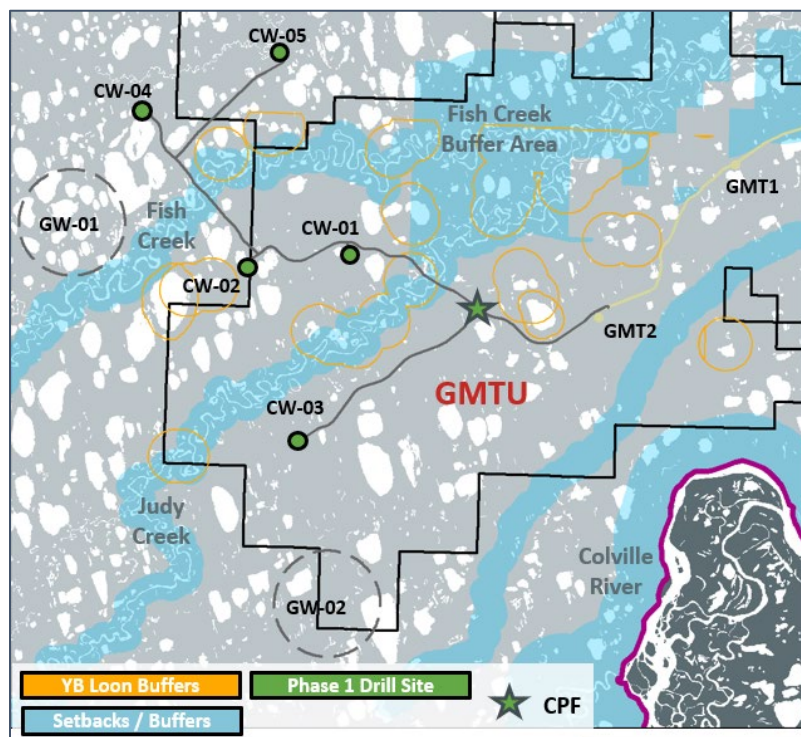 CW-05
CW-04
Fish Creek
Buffer Area
GMT1
GW-01
Fish
Creek
CW-01
CW-02
GMT2
GMTU
CW-03
Judy
Creek
Colville
River
GW-02
YB Loon Buffers
Phase 1 Drill Site
CPF
Setbacks / Buffers